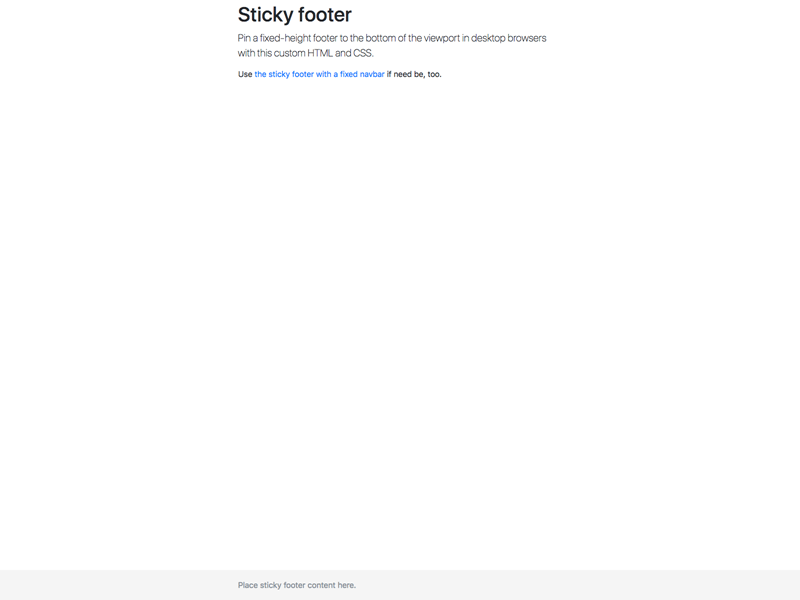 Sticky footer
Pin a fixed-height footer to the bottom of the viewport in desktop browsers
with this custom HTML and CSS.
Use the sticky footer with a fixed navbar if need be, too.
Place sticky footer content here.